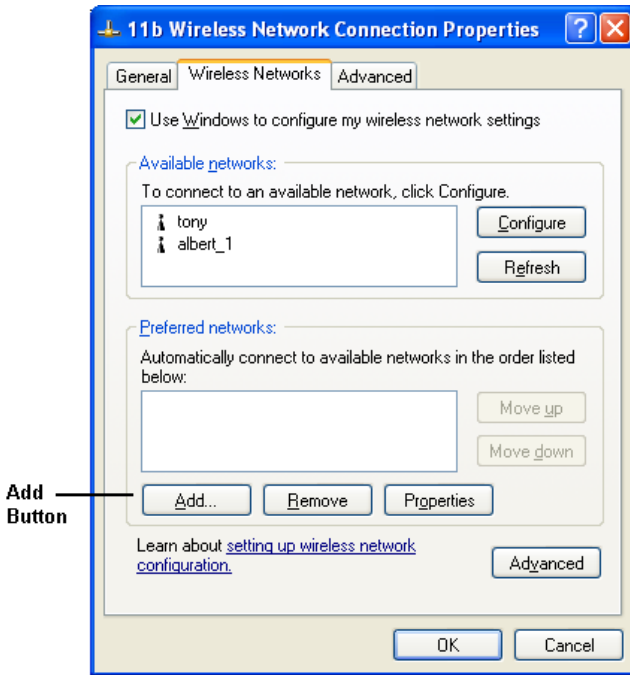 11b Wireless Network Connection Properties
General
Wireless Networks
Advanced
Use Windows to configure my wireless network settings
Available networks:
To connect to an available network, click Configure.
tony
albert_1
Configure
Refresh
Preferred networks:
Automatically connect to available networks in the order listed
below:
Move up
Move down
Add
Button
Add...
Remove
Properties
Learn about setting up wireless network
configuration.
Advanced
OK
Cancel